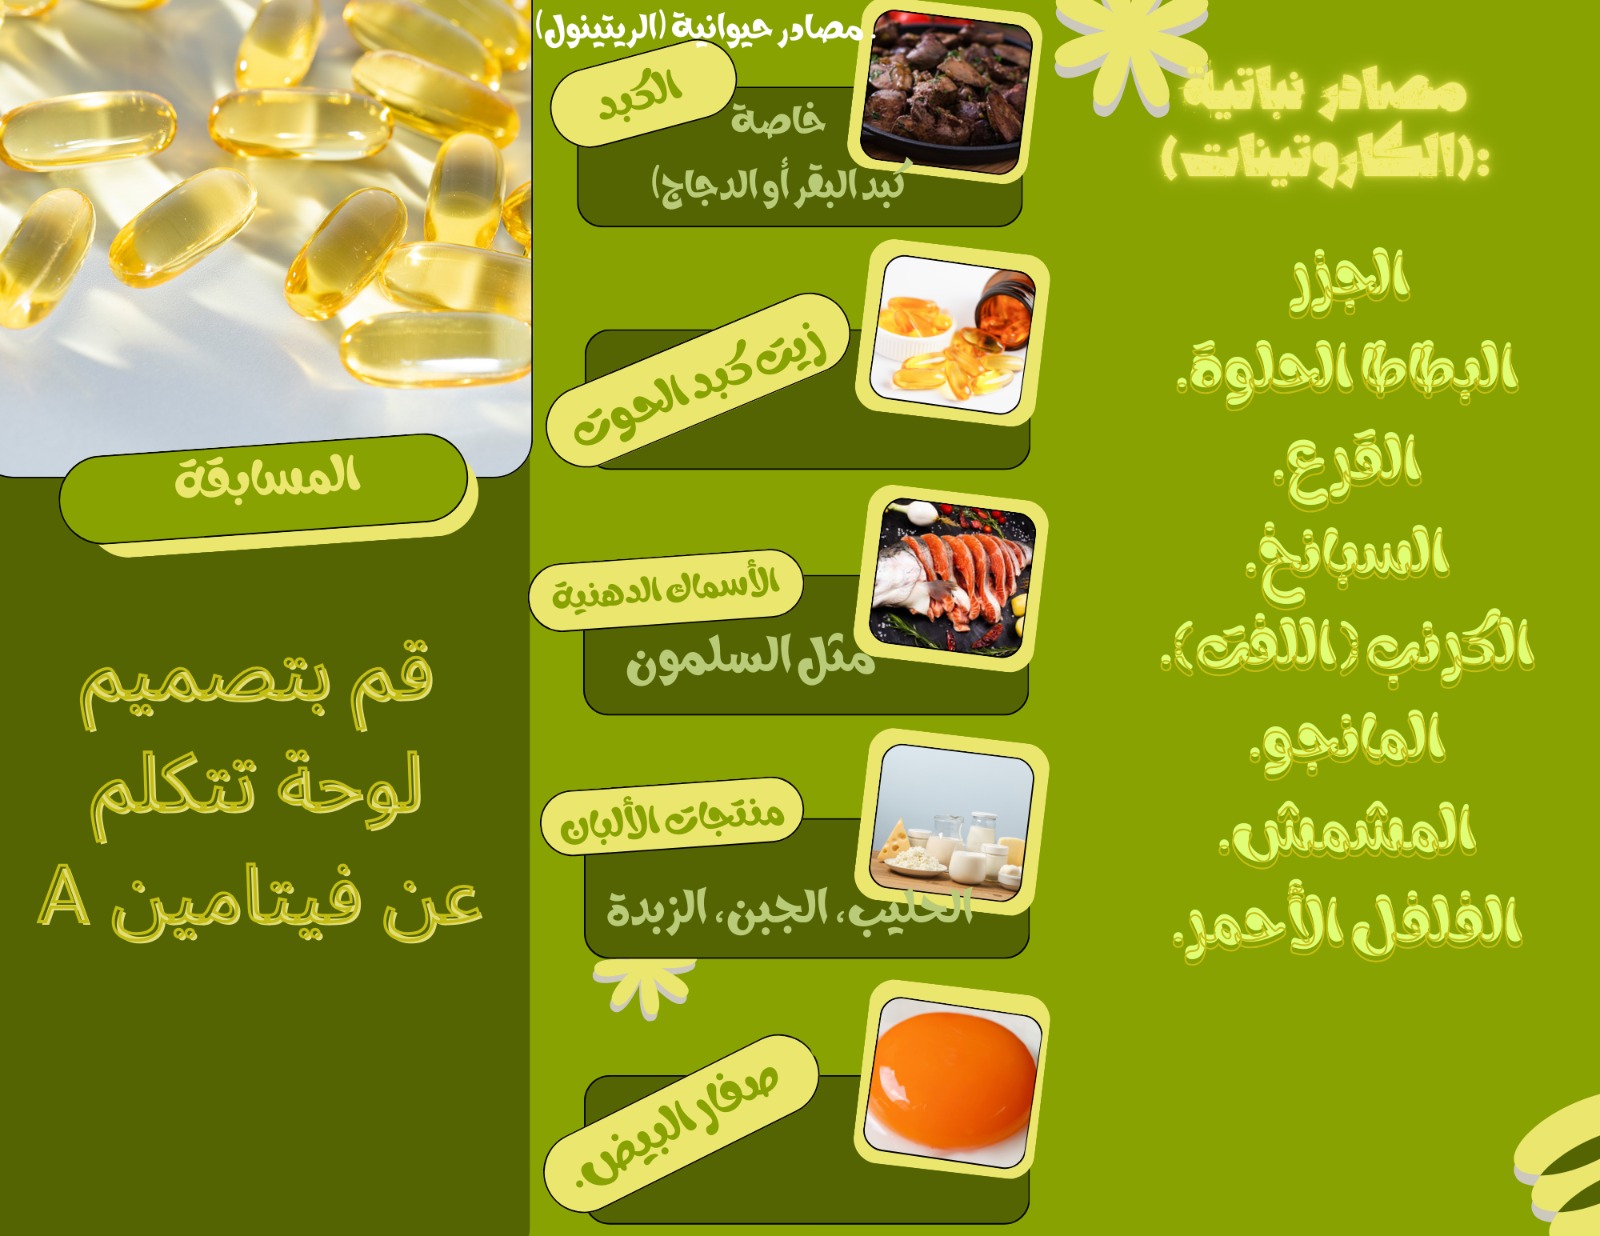 مصادر نباتية
(الكاروتينات):
الجزر
البطاطا الحلوة.
القرع.
السبانخ.
الكرنب (اللفت).
المانجو.
المشمش.
الفلفل الأحمر.
مصادر حيوانية (الريتينول).
الكبد
خاصة
كبد البقر أو الدجاج)
زيت كبد الحوت
الأسماك الدهنية
مثل السلمون
منتجات الألبان
الحليب، الجبن، الزبدة
صفار البيض.
المسابقة
قم بتصميم
لوحة تتكلم
عن فيتامين A